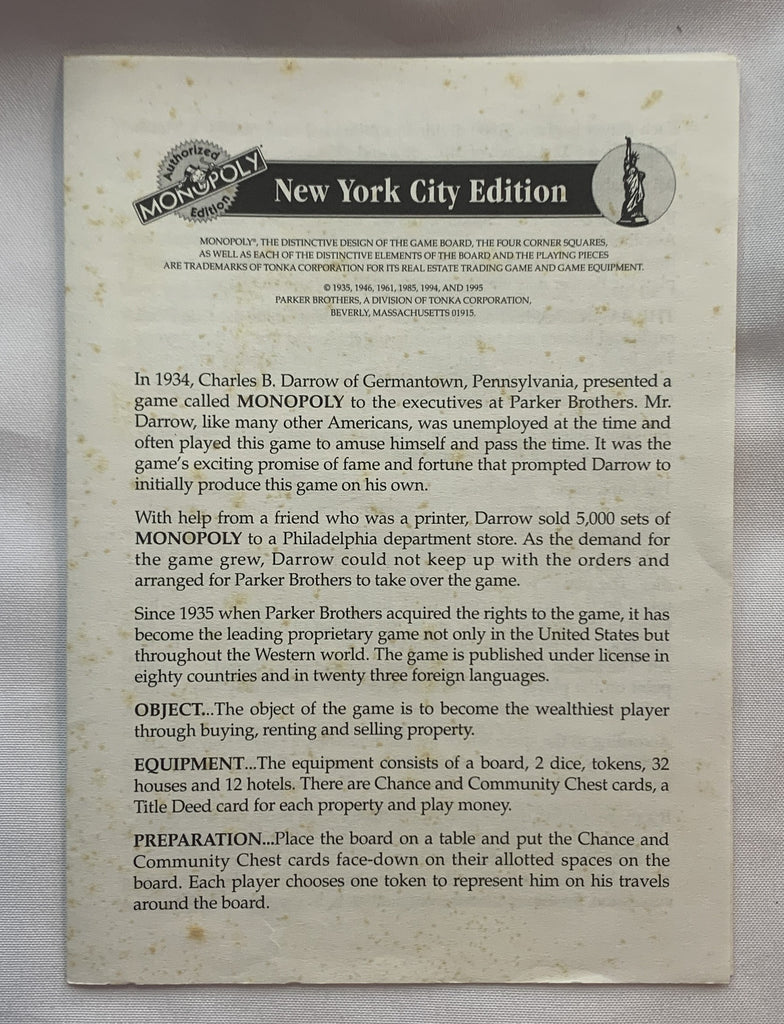 Authorized
MONOPOLY®
Edition
New York City Edition
MONOPOLY®, THE DISTINCTIVE DESIGN OF THE GAME BOARD, THE FOUR CORNER SQUARES,
AS WELL AS EACH OF THE DISTINCTIVE ELEMENTS OF THE BOARD AND THE PLAYING PIECES
ARE TRADEMARKS OF TONKA CORPORATION FOR ITS REAL ESTATE TRADING GAME AND GAME EQUIPMENT.
© 1935, 1946, 1961, 1985, 1994, AND 1995
PARKER BROTHERS, A DIVISION OF TONKA CORPORATION,
BEVERLY, MASSACHUSETTS 01915.
In 1934, Charles B. Darrow of Germantown, Pennsylvania, presented a
game called MONOPOLY to the executives at Parker Brothers. Mr.
Darrow, like many other Americans, was unemployed at the time and
often played this game to amuse himself and pass the time. It was the
game's exciting promise of fame and fortune that prompted Darrow to
initially produce this game on his own.
With help from a friend who was a printer, Darrow sold 5,000 sets of
MONOPOLY to a Philadelphia department store. As the demand for
the game grew, Darrow could not keep up with the orders and
arranged for Parker Brothers to take over the game.
Since 1935 when Parker Brothers acquired the rights to the game, it has
become the leading proprietary game not only in the United States but
throughout the Western world. The game is published under license in
eighty countries and in twenty three foreign languages.
OBJECT...The object of the game is to become the wealthiest player
through buying, renting and selling property.
EQUIPMENT...The equipment consists of a board, 2 dice, tokens, 32
houses and 12 hotels. There are Chance and Community Chest cards, a
Title Deed card for each property and play money.
PREPARATION...Place the board on a table and put the Chance and
Community Chest cards face-down on their allotted spaces on the
board. Each player chooses one token to represent him on his travels
around the board.